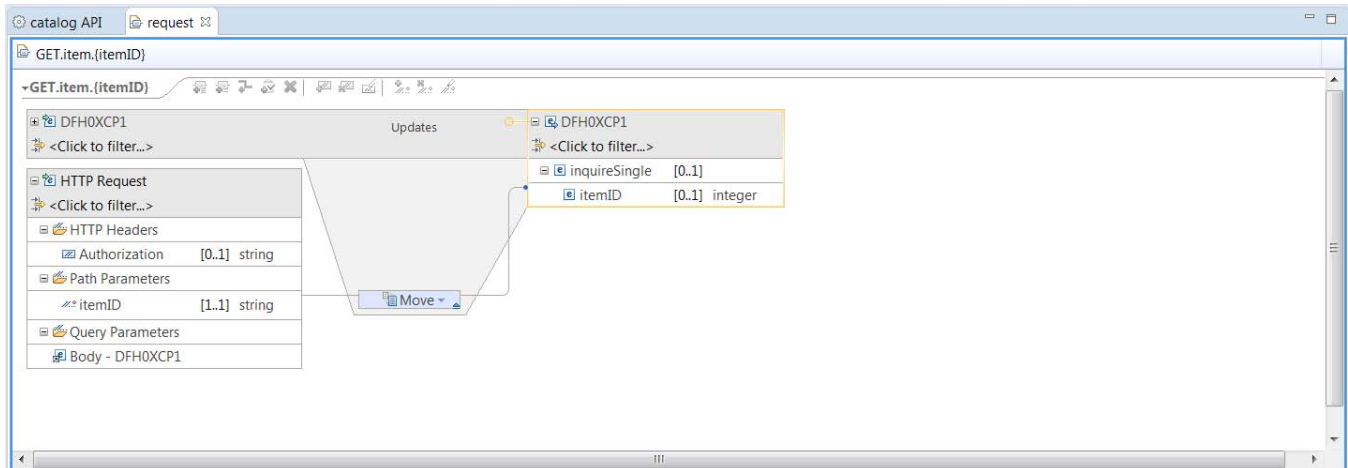 catalog API request
GET.item.{itemID}
GET.item.{itemID}
DFH0XCP1
<Click to filter...>
Updates
DFH0XCP1
<Click to filter...>
inquireSingle [0..1]
itemID [0..1] integer
HTTP Request
<Click to filter...>
HTTP Headers
Authorization [0..1] string
Path Parameters
itemID [1..1] string
Move
Query Parameters
Body - DFH0XCP1